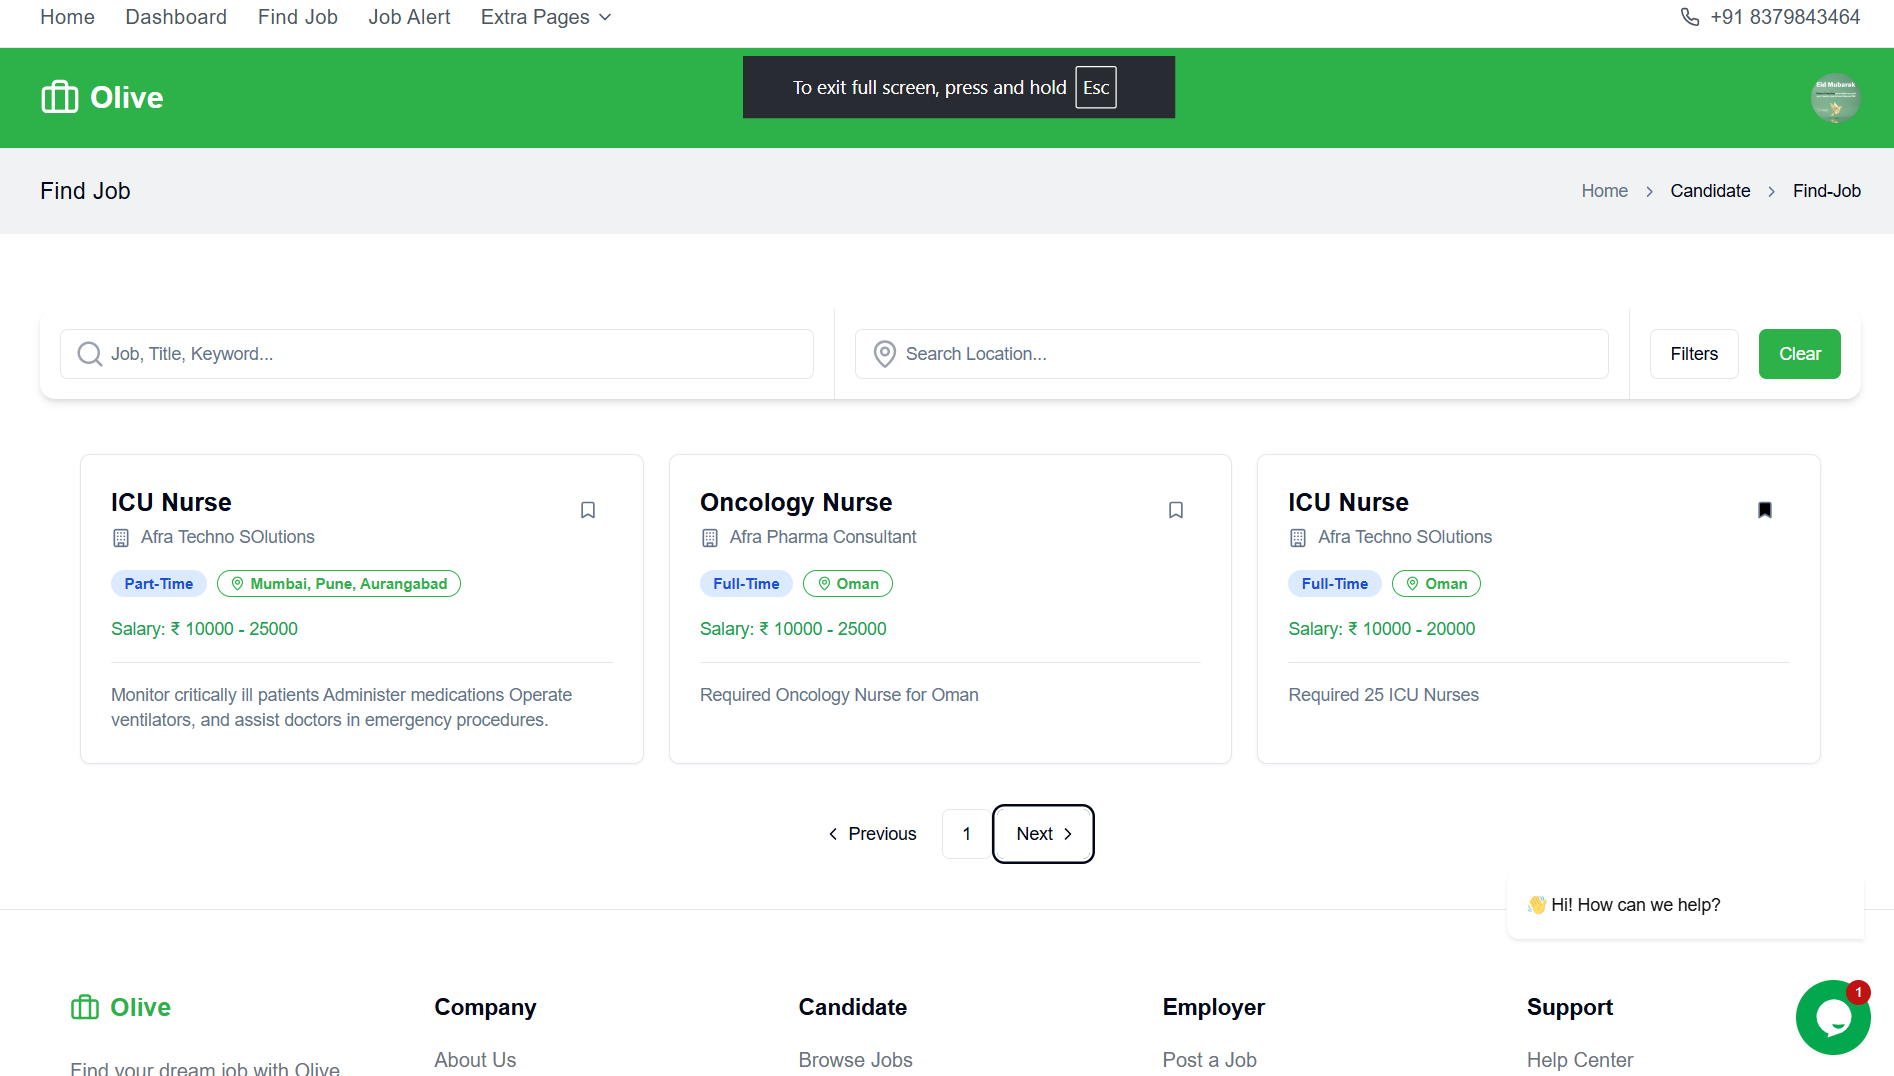 Home Dashboard Find Job Job Alert Extra Pages +91 8379843464
Olive
To exit full screen, press and hold Esc
Eid Mubarak
Find Job
Home > Candidate > Find-Job
Job, Title, Keyword...
Search Location...
Filters
Clear
ICU Nurse
Afra Techno SOlutions
Part-Time Mumbai, Pune, Aurangabad
Salary: ₹ 10000 - 25000
Monitor critically ill patients Administer medications Operate
ventilators, and assist doctors in emergency procedures.
Oncology Nurse
Afra Pharma Consultant
Full-Time Oman
Salary: ₹ 10000 - 25000
Required Oncology Nurse for Oman
ICU Nurse
Afra Techno SOlutions
Full-Time Oman
Salary: ₹ 10000 - 20000
Required 25 ICU Nurses
Previous 1 Next
👋 Hi! How can we help?
1
Olive
Find your dream job with Olive
Company
About Us
Candidate
Browse Jobs
Employer
Post a Job
Support
Help Center